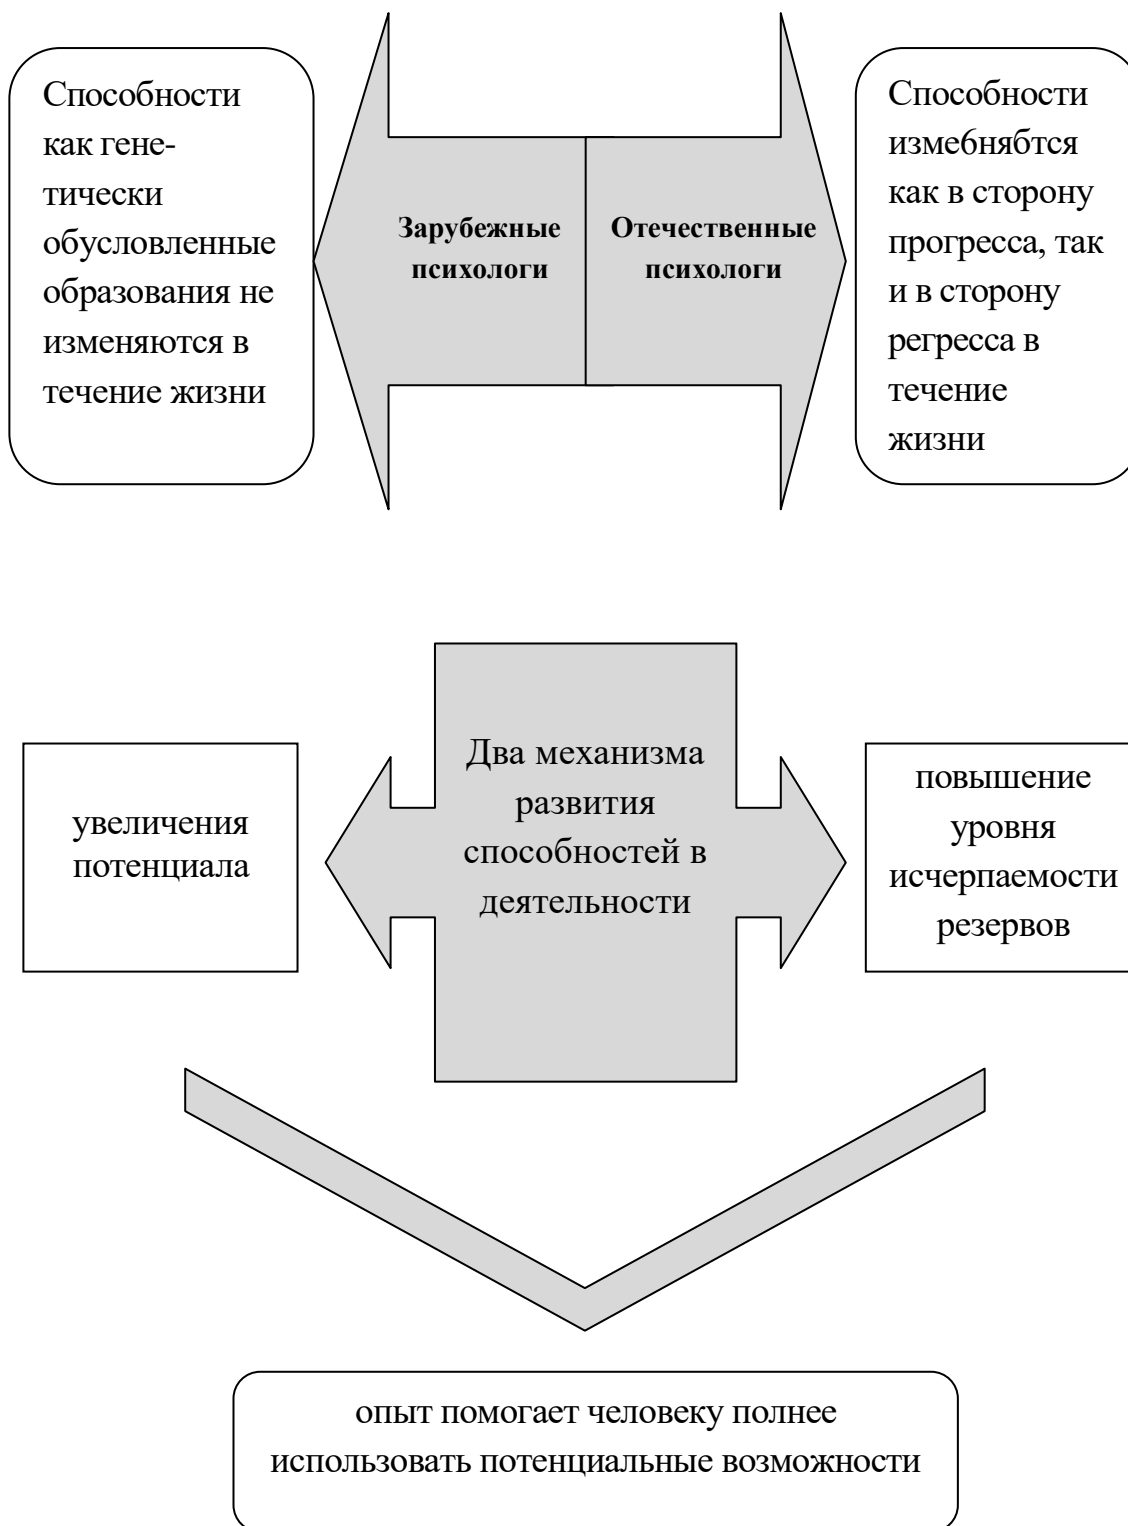 Способности
как гене-
тически
обусловленные
образования не
изменяются в
течение жизни
Зарубежные
психологи
Отечественные
психологи
Способности
изме6нябтся
как в сторону
прогресса, так
и в сторону
регресса в
течение
жизни
увеличения
потенциала
Два механизма
развития
способностей в
деятельности
повышение
уровня
исчерпаемости
резервов
опыт помогает человеку полнее
использовать потенциальные возможности